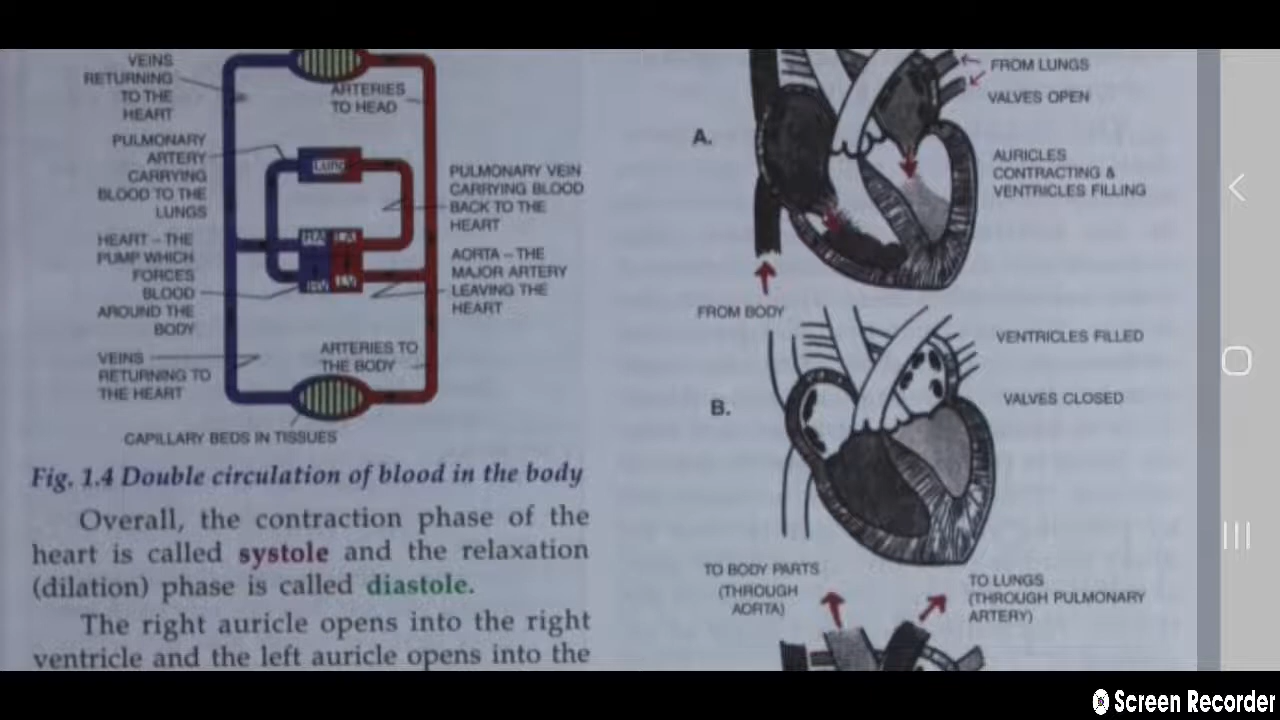 VEINS
RETURNING
TO THE
HEART
ARTERIES
TO HEAD
PULMONARY
ARTERY
CARRYING
BLOOD TO THE
LUNGS
LUNG
PULMONARY VEIN
CARRYING BLOOD
BACK TO THE
HEART
HEART – THE
PUMP WHICH
FORCES
BLOOD
AROUND THE
BODY
RA LA
RV LV
AORTA – THE
MAJOR ARTERY
LEAVING THE
HEART
VEINS
RETURNING TO
THE HEART
ARTERIES TO
THE BODY
CAPILLARY BEDS IN TISSUES
Fig. 1.4 Double circulation of blood in the body
Overall, the contraction phase of the
heart is called systole and the relaxation
(dilation) phase is called diastole.
The right auricle opens into the right
ventricle and the left auricle opens into the
FROM LUNGS
VALVES OPEN
A.
AURICLES
CONTRACTING &
VENTRICLES FILLING
FROM BODY
VENTRICLES FILLED
B.
VALVES CLOSED
TO BODY PARTS
(THROUGH
AORTA)
TO LUNGS
(THROUGH PULMONARY
ARTERY)
Screen Recorder